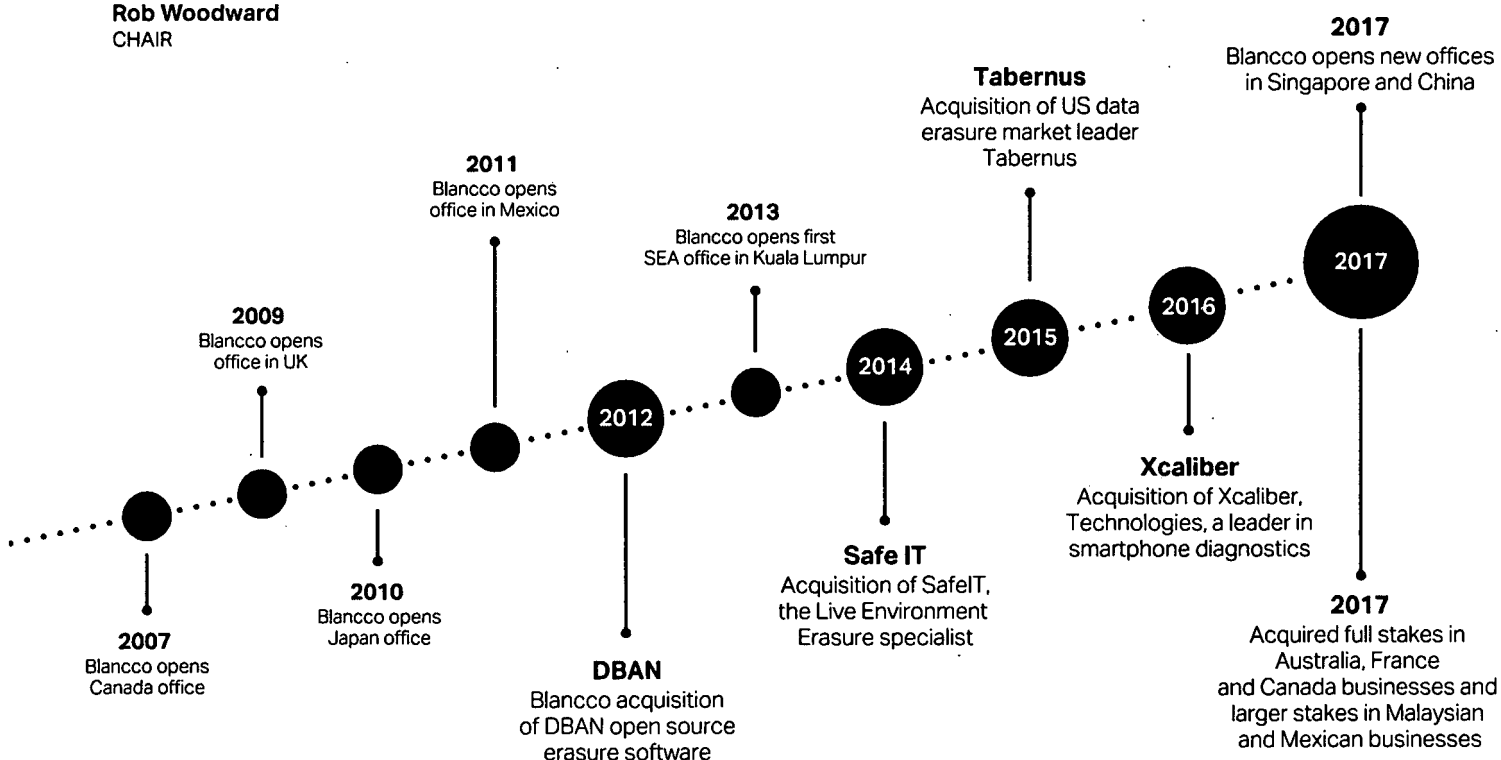 Rob Woodward
CHAIR
2007
Blancco opens
Canada office
2009
Blancco opens
office in UK
2010
Blancco opens
Japan office
2011
Blancco opens
office in Mexico
2012
DBAN
Blancco acquisition
of DBAN open source
erasure software
2013
Blancco opens first
SEA office in Kuala Lumpur
2014
Safe IT
Acquisition of SafeIT,
the Live Environment
Erasure specialist
Tabernus
Acquisition of US data
erasure market leader
Tabernus
2015
2016
Xcaliber
Acquisition of Xcaliber,
Technologies, a leader in
smartphone diagnostics
2017
Blancco opens new offices
in Singapore and China
2017
2017
Acquired full stakes in
Australia, France
and Canada businesses and
larger stakes in Malaysian
and Mexican businesses